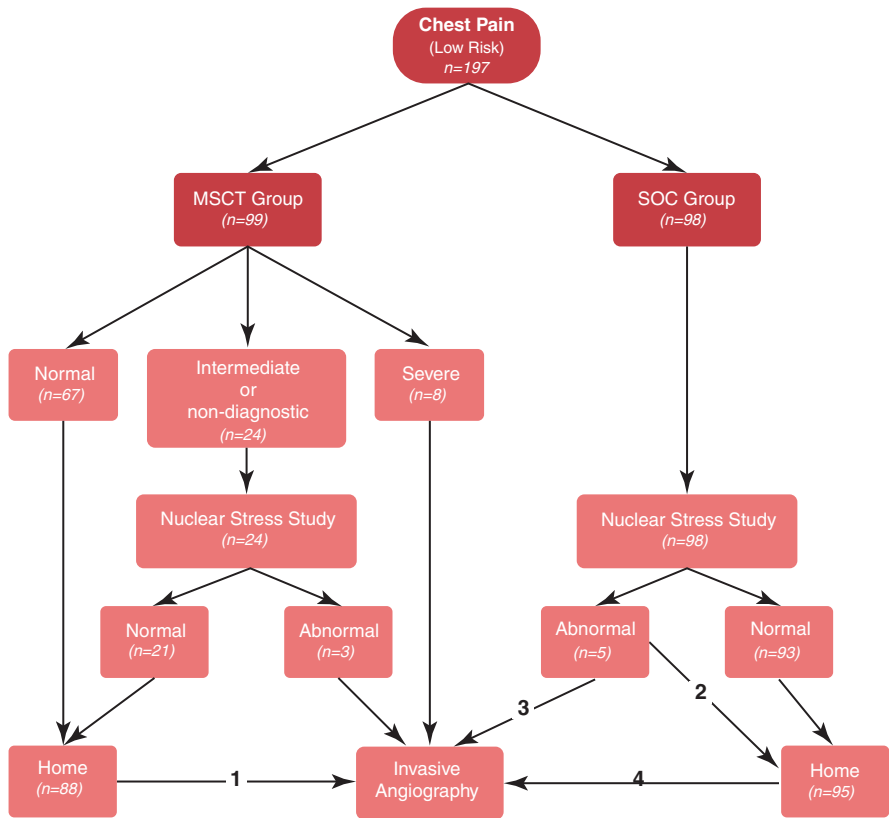 Chest Pain
(Low Risk)
n=197
MSCT Group
(n=99)
SOC Group
(n=98)
Normal
(n=67)
Intermediate
or
non-diagnostic
(n=24)
Severe
(n=8)
Nuclear Stress Study
(n=24)
Nuclear Stress Study
(n=98)
Normal
(n=21)
Abnormal
(n=3)
Abnormal
(n=5)
Normal
(n=93)
3
2
Home
(n=88)
1
Invasive
Angiography
4
Home
(n=95)